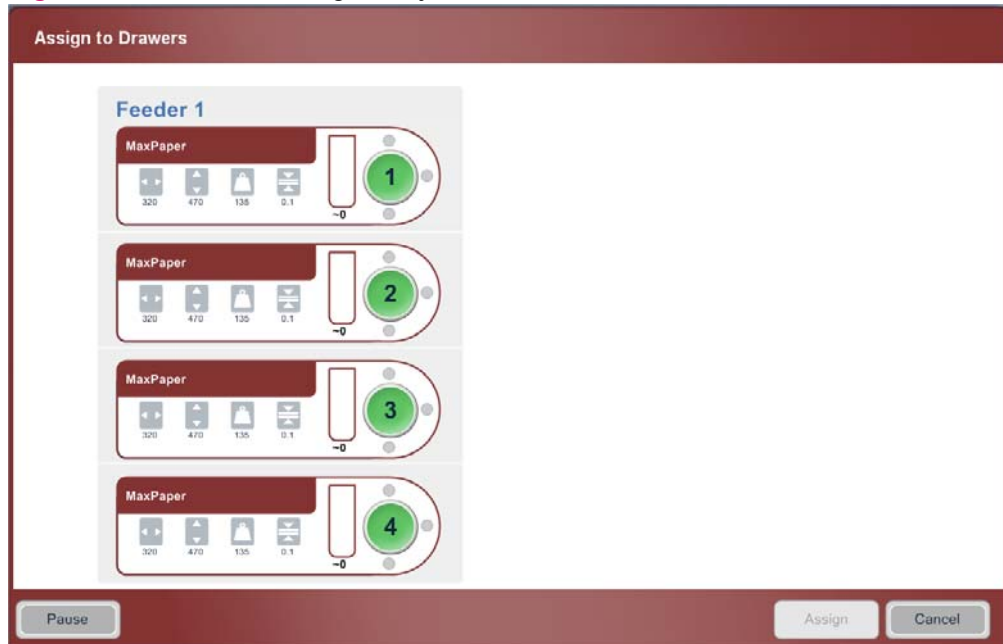 Assign to Drawers
Feeder 1
MaxPaper
1
320 470 135 0.1
~0
MaxPaper
2
320 470 135 0.1
~0
MaxPaper
3
320 470 135 0.1
~0
MaxPaper
4
320 470 135 0.1
~0
Pause Assign Cancel